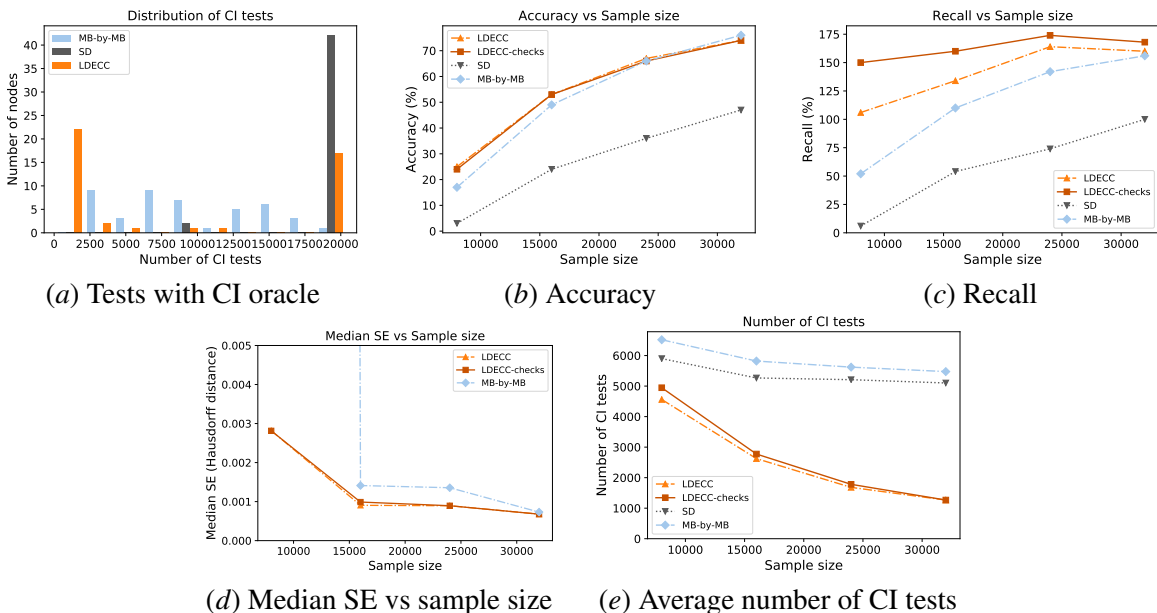 Distribution of CI tests
Number of nodes
40
35
30
25
20
15
10
5
0
MB-by-MB
SD
LDECC
0 2500 5000 7500 10000 12500 15000 17500 20000
Number of CI tests
(a) Tests with CI oracle
Accuracy vs Sample size
Accuracy (%)
70
60
50
40
30
20
10
0
LDECC
LDECC-checks
SD
MB-by-MB
10000 15000 20000 25000 30000
Sample size
(b) Accuracy
Recall vs Sample size
Recall (%)
175
150
125
100
75
50
25
0
LDECC
LDECC-checks
SD
MB-by-MB
10000 15000 20000 25000 30000
Sample size
(c) Recall
Median SE vs Sample size
Median SE (Hausdorff distance)
0.005
0.004
0.003
0.002
0.001
0.000
LDECC
LDECC-checks
MB-by-MB
10000 15000 20000 25000 30000
Sample size
(d) Median SE vs sample size
Number of CI tests
Number of CI tests
6000
5000
4000
3000
2000
1000
0
LDECC
LDECC-checks
SD
MB-by-MB
10000 15000 20000 25000 30000
Sample size
(e) Average number of CI tests